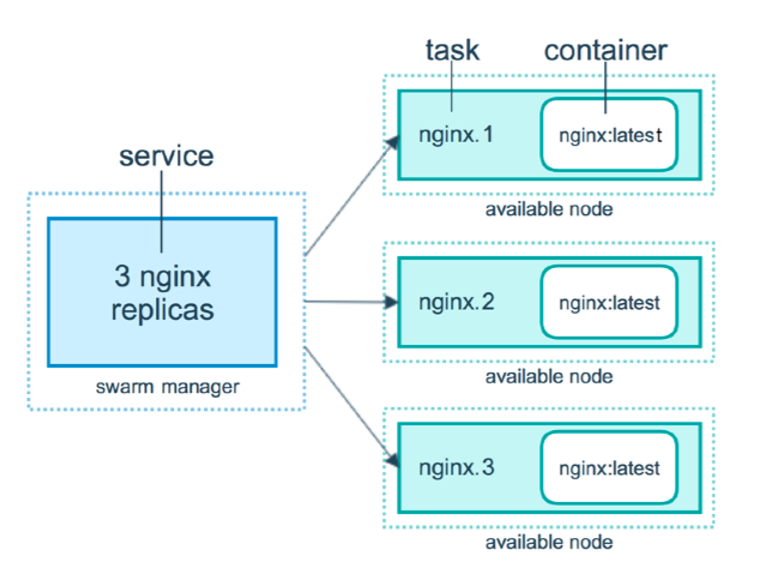 task
container
nginx.1
nginx:latest
available node
service
3 nginx
replicas
swarm manager
nginx.2
nginx:latest
available node
nginx.3
nginx:latest
available node